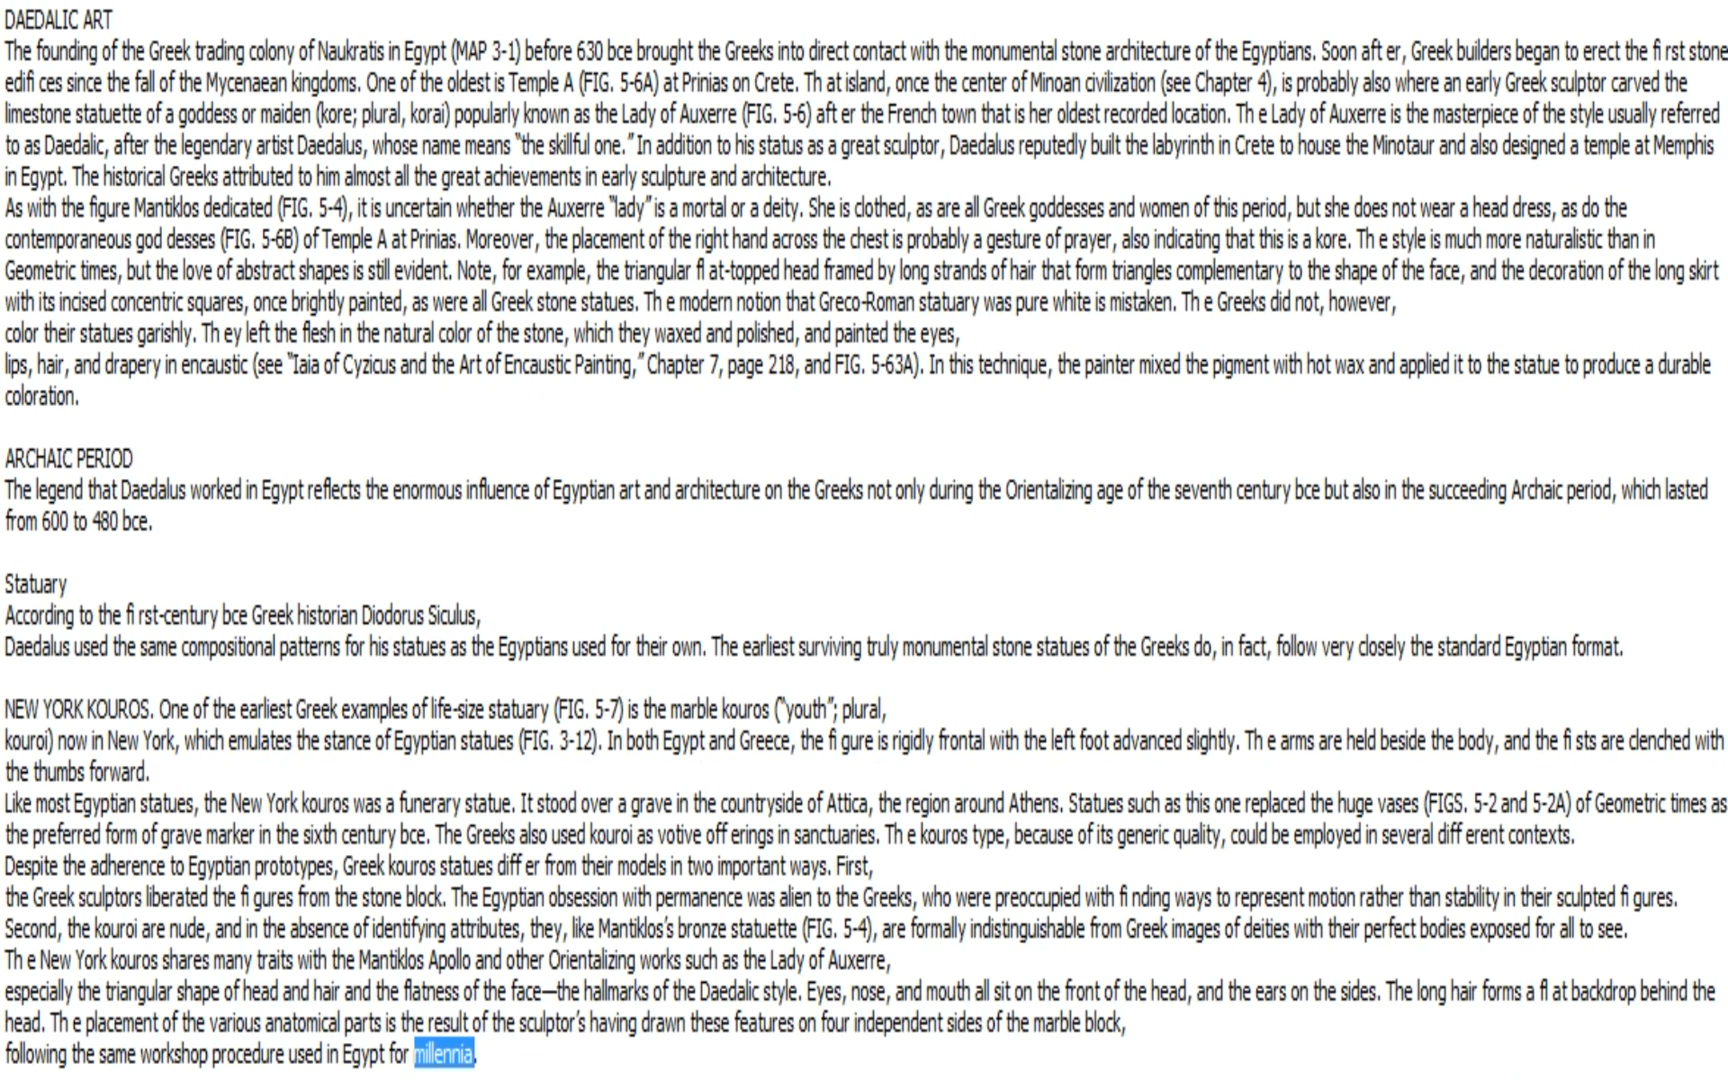 DAEDALIC ART
The founding of the Greek trading colony of Naukratis in Egypt (MAP 3-1) before 630 bce brought the Greeks into direct contact with the monumental stone architecture of the Egyptians. Soon aft er, Greek builders began to erect the fi rst stone
edifi ces since the fall of the Mycenaean kingdoms. One of the oldest is Temple A (FIG. 5-6A) at Prinias on Crete. Th at island, once the center of Minoan civilization (see Chapter 4), is probably also where an early Greek sculptor carved the
limestone statuette of a goddess or maiden (kore; plural, korai) popularly known as the Lady of Auxerre (FIG. 5-6) aft er the French town that is her oldest recorded location. Th e Lady of Auxerre is the masterpiece of the style usually referred
to as Daedalic, after the legendary artist Daedalus, whose name means “the skillful one.” In addition to his status as a great sculptor, Daedalus reputedly built the labyrinth in Crete to house the Minotaur and also designed a temple at Memphis
in Egypt. The historical Greeks attributed to him almost all the great achievements in early sculpture and architecture.
As with the figure Mantiklos dedicated (FIG. 5-4), it is uncertain whether the Auxerre “lady” is a mortal or a deity. She is clothed, as are all Greek goddesses and women of this period, but she does not wear a head dress, as do the
contemporaneous god desses (FIG. 5-6B) of Temple A at Prinias. Moreover, the placement of the right hand across the chest is probably a gesture of prayer, also indicating that this is a kore. Th e style is much more naturalistic than in
Geometric times, but the love of abstract shapes is still evident. Note, for example, the triangular fl at-topped head framed by long strands of hair that form triangles complementary to the shape of the face, and the decoration of the long skirt
with its incised concentric squares, once brightly painted, as were all Greek stone statues. Th e modern notion that Greco-Roman statuary was pure white is mistaken. Th e Greeks did not, however,
color their statues garishly. Th ey left the flesh in the natural color of the stone, which they waxed and polished, and painted the eyes,
lips, hair, and drapery in encaustic (see “Iaia of Cyzicus and the Art of Encaustic Painting,” Chapter 7, page 218, and FIG. 5-63A). In this technique, the painter mixed the pigment with hot wax and applied it to the statue to produce a durable
coloration.
ARCHAIC PERIOD
The legend that Daedalus worked in Egypt reflects the enormous influence of Egyptian art and architecture on the Greeks not only during the Orientalizing age of the seventh century bce but also in the succeeding Archaic period, which lasted
from 600 to 480 bce.
Statuary
According to the fi rst-century bce Greek historian Diodorus Siculus,
Daedalus used the same compositional patterns for his statues as the Egyptians used for their own. The earliest surviving truly monumental stone statues of the Greeks do, in fact, follow very closely the standard Egyptian format.
NEW YORK KOUROS. One of the earliest Greek examples of life-size statuary (FIG. 5-7) is the marble kouros (“youth”; plural,
kouroi) now in New York, which emulates the stance of Egyptian statues (FIG. 3-12). In both Egypt and Greece, the fi gure is rigidly frontal with the left foot advanced slightly. Th e arms are held beside the body, and the fi sts are clenched with
the thumbs forward.
Like most Egyptian statues, the New York kouros was a funerary statue. It stood over a grave in the countryside of Attica, the region around Athens. Statues such as this one replaced the huge vases (FIGS. 5-2 and 5-2A) of Geometric times as
the preferred form of grave marker in the sixth century bce. The Greeks also used kouroi as votive off erings in sanctuaries. Th e kouros type, because of its generic quality, could be employed in several diff erent contexts.
Despite the adherence to Egyptian prototypes, Greek kouros statues diff er from their models in two important ways. First,
the Greek sculptors liberated the fi gures from the stone block. The Egyptian obsession with permanence was alien to the Greeks, who were preoccupied with fi nding ways to represent motion rather than stability in their sculpted fi gures.
Second, the kouroi are nude, and in the absence of identifying attributes, they, like Mantiklos’s bronze statuette (FIG. 5-4), are formally indistinguishable from Greek images of deities with their perfect bodies exposed for all to see.
Th e New York kouros shares many traits with the Mantiklos Apollo and other Orientalizing works such as the Lady of Auxerre,
especially the triangular shape of head and hair and the flatness of the face—the hallmarks of the Daedalic style. Eyes, nose, and mouth all sit on the front of the head, and the ears on the sides. The long hair forms a fl at backdrop behind the
head. Th e placement of the various anatomical parts is the result of the sculptor’s having drawn these features on four independent sides of the marble block,
following the same workshop procedure used in Egypt for millennia.